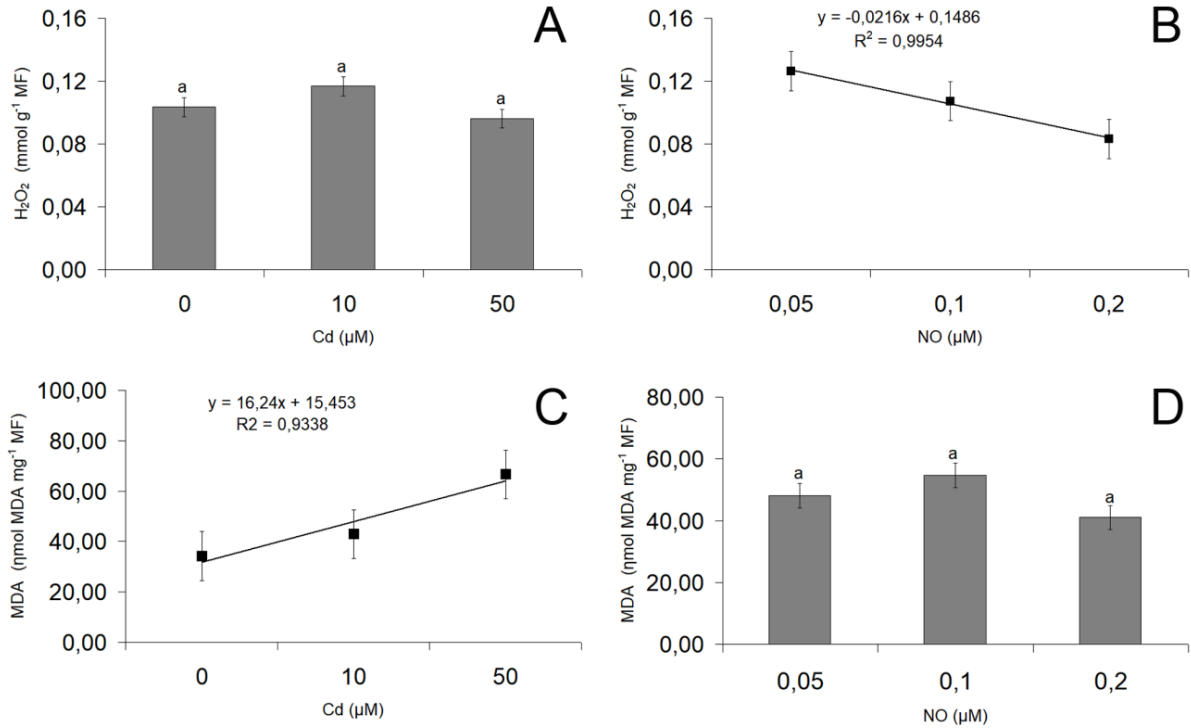 A
0,16
0,12
0,08
0,04
0,00
H₂O₂ (mmol g⁻¹ MF)
a
a
a
0
10
50
Cd (µM)
B
y = -0,0216x + 0,1486
R² = 0,9954
0,16
0,12
0,08
0,04
0,00
H₂O₂ (mmol g⁻¹ MF)
0,05
0,1
0,2
NO (µM)
C
y = 16,24x + 15,453
R2 = 0,9338
100,00
80,00
60,00
40,00
20,00
0,00
MDA (ηmol MDA mg⁻¹ MF)
0
10
50
Cd (µM)
D
80,00
60,00
40,00
20,00
0,00
MDA (ηmol MDA mg⁻¹ MF)
a
a
a
0,05
0,1
0,2
NO (µM)